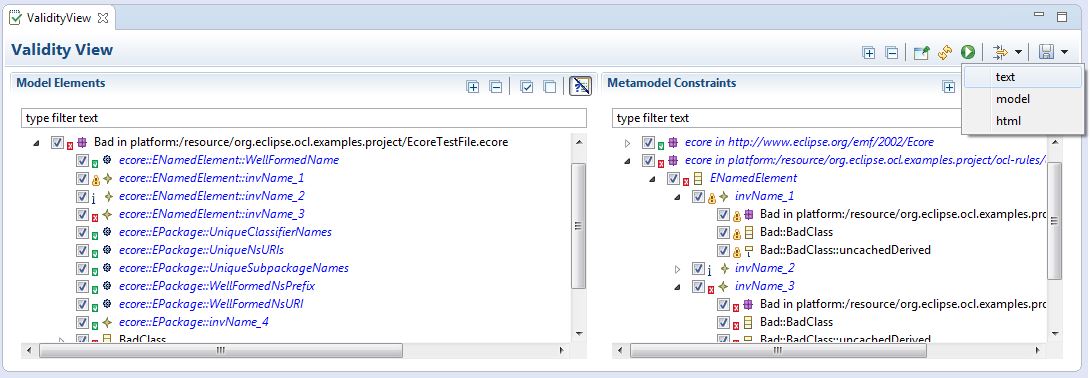 ValidityView
Validity View
text
model
html
Model Elements
type filter text
Bad in platform:/resource/org.eclipse.ocl.examples.project/EcoreTestFile.ecore
ecore::ENamedElement::WellFormedName
ecore::ENamedElement::invName_1
ecore::ENamedElement::invName_2
ecore::ENamedElement::invName_3
ecore::EPackage::UniqueClassifierNames
ecore::EPackage::UniqueNsURIs
ecore::EPackage::UniqueSubpackageNames
ecore::EPackage::WellFormedNsPrefix
ecore::EPackage::WellFormedNsURI
ecore::EPackage::invName_4
BadClass
Metamodel Constraints
type filter text
ecore in http://www.eclipse.org/emf/2002/Ecore
ecore in platform:/resource/org.eclipse.ocl.examples.project/ocl-rules/
ENamedElement
invName_1
Bad in platform:/resource/org.eclipse.ocl.examples.pro
Bad::BadClass
Bad::BadClass::uncachedDerived
invName_2
invName_3
Bad in platform:/resource/org.eclipse.ocl.examples.pro
Bad::BadClass
Bad::BadClass::uncachedDerived